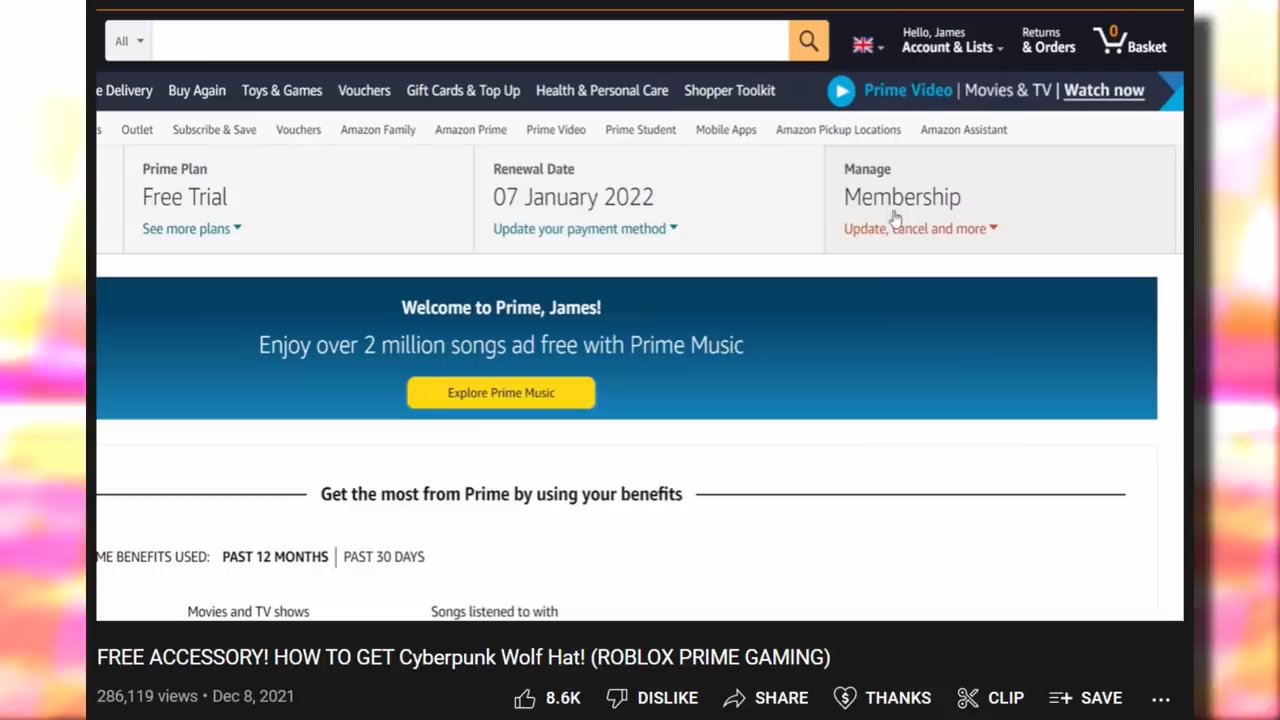 All
Hello, James
Account & Lists
Returns
& Orders
0
Basket
e Delivery Buy Again Toys & Games Vouchers Gift Cards & Top Up Health & Personal Care Shopper Toolkit
Prime Video | Movies & TV | Watch now
s Outlet Subscribe & Save Vouchers Amazon Family Amazon Prime Prime Video Prime Student Mobile Apps Amazon Pickup Locations Amazon Assistant
Prime Plan
Free Trial
See more plans
Renewal Date
07 January 2022
Update your payment method
Manage
Membership
Update, cancel and more
Welcome to Prime, James!
Enjoy over 2 million songs ad free with Prime Music
Explore Prime Music
Get the most from Prime by using your benefits
ME BENEFITS USED: PAST 12 MONTHS | PAST 30 DAYS
Movies and TV shows
Songs listened to with
FREE ACCESSORY! HOW TO GET Cyberpunk Wolf Hat! (ROBLOX PRIME GAMING)
286,119 views • Dec 8, 2021
8.6K DISLIKE SHARE THANKS CLIP SAVE ...